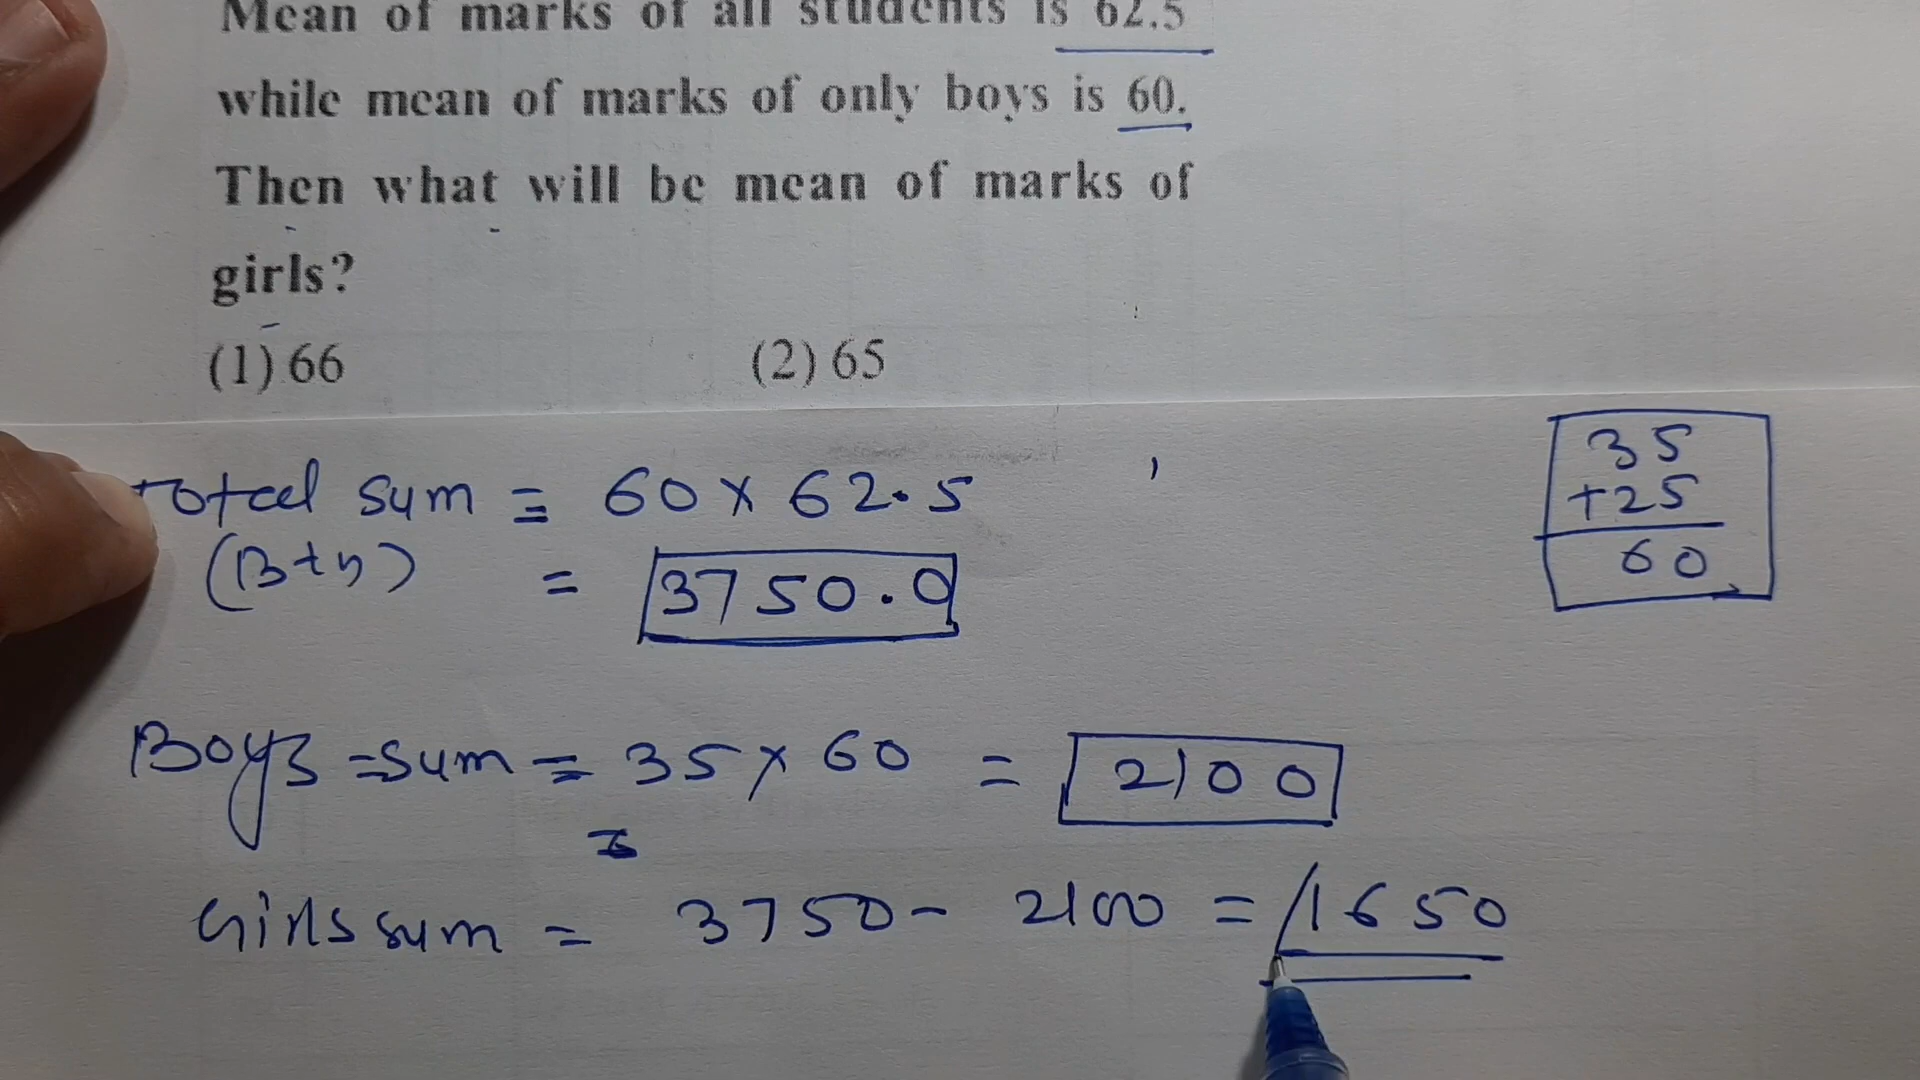 Mean of marks of all students is 62.5
while mean of marks of only boys is 60.
Then what will be mean of marks of
girls?
(1) 66 (2) 65
Total sum = 60 x 62.5
= 3750.0
35
+25
60
Boys = sum = 35 x 60 = 2100
Girls sum = 3750 - 2100 = 1650